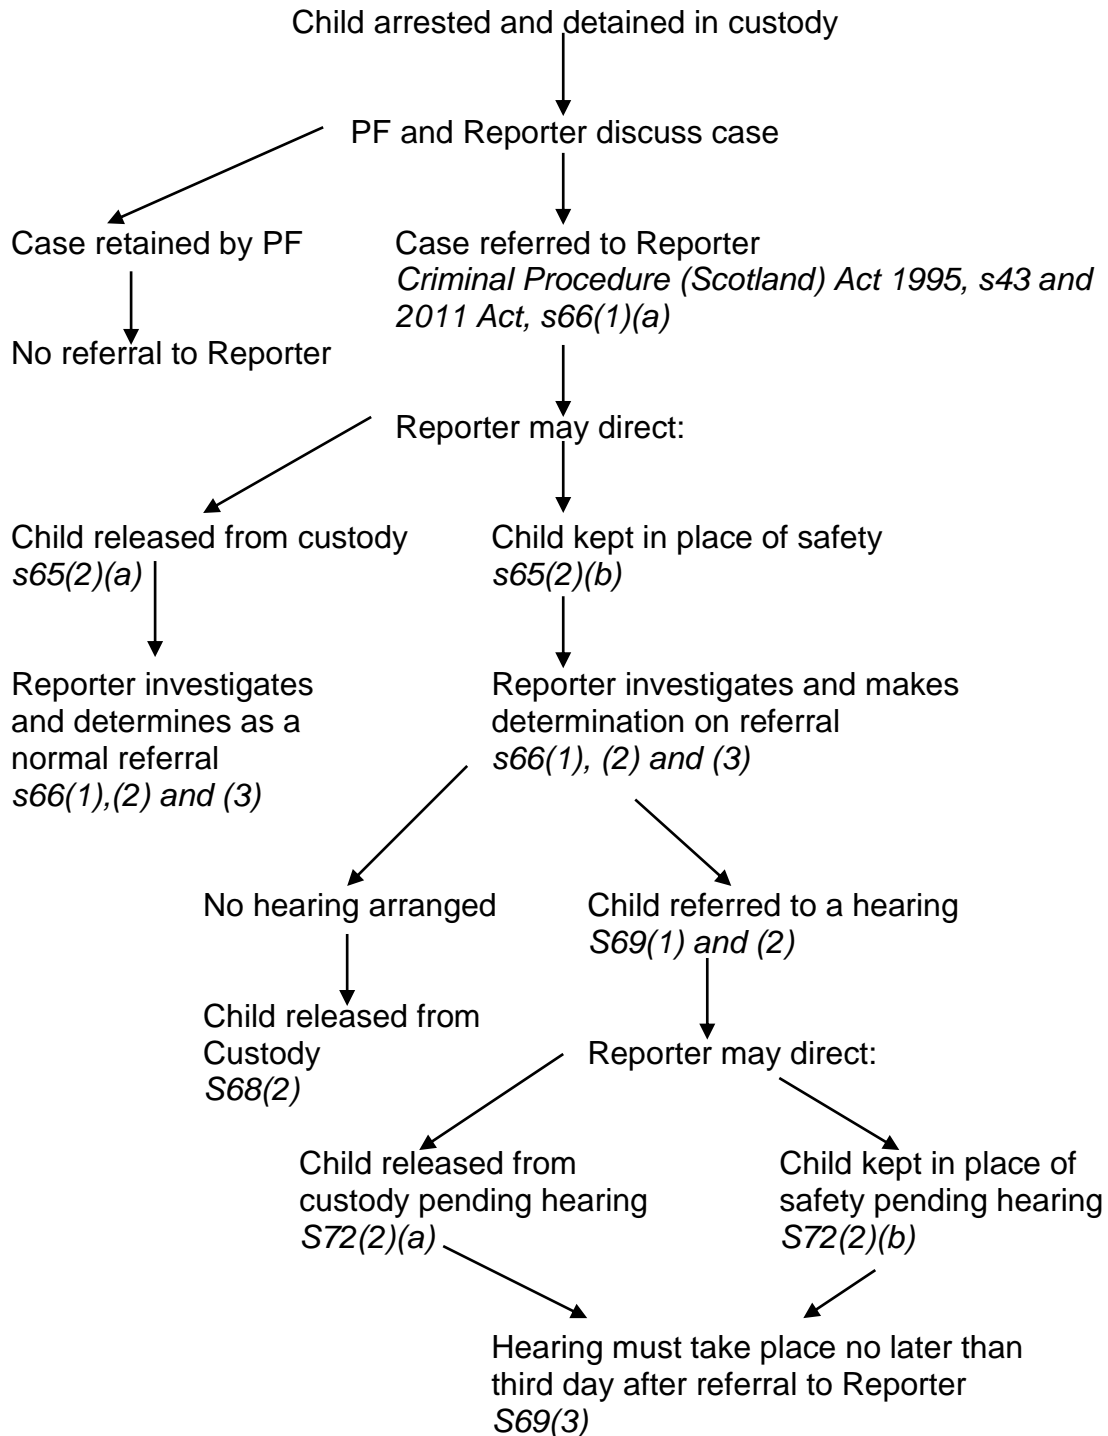 Child arrested and detained in custody
PF and Reporter discuss case
Case retained by PF
No referral to Reporter
Case referred to Reporter
Criminal Procedure (Scotland) Act 1995, s43 and
2011 Act, s66(1)(a)
Reporter may direct:
Child released from custody
s65(2)(a)
Reporter investigates
and determines as a
normal referral
s66(1),(2) and (3)
Child kept in place of safety
s65(2)(b)
Reporter investigates and makes
determination on referral
s66(1), (2) and (3)
No hearing arranged
Child released from
Custody
S68(2)
Child referred to a hearing
S69(1) and (2)
Reporter may direct:
Child released from
custody pending hearing
S72(2)(a)
Child kept in place of
safety pending hearing
S72(2)(b)
Hearing must take place no later than
third day after referral to Reporter
S69(3)